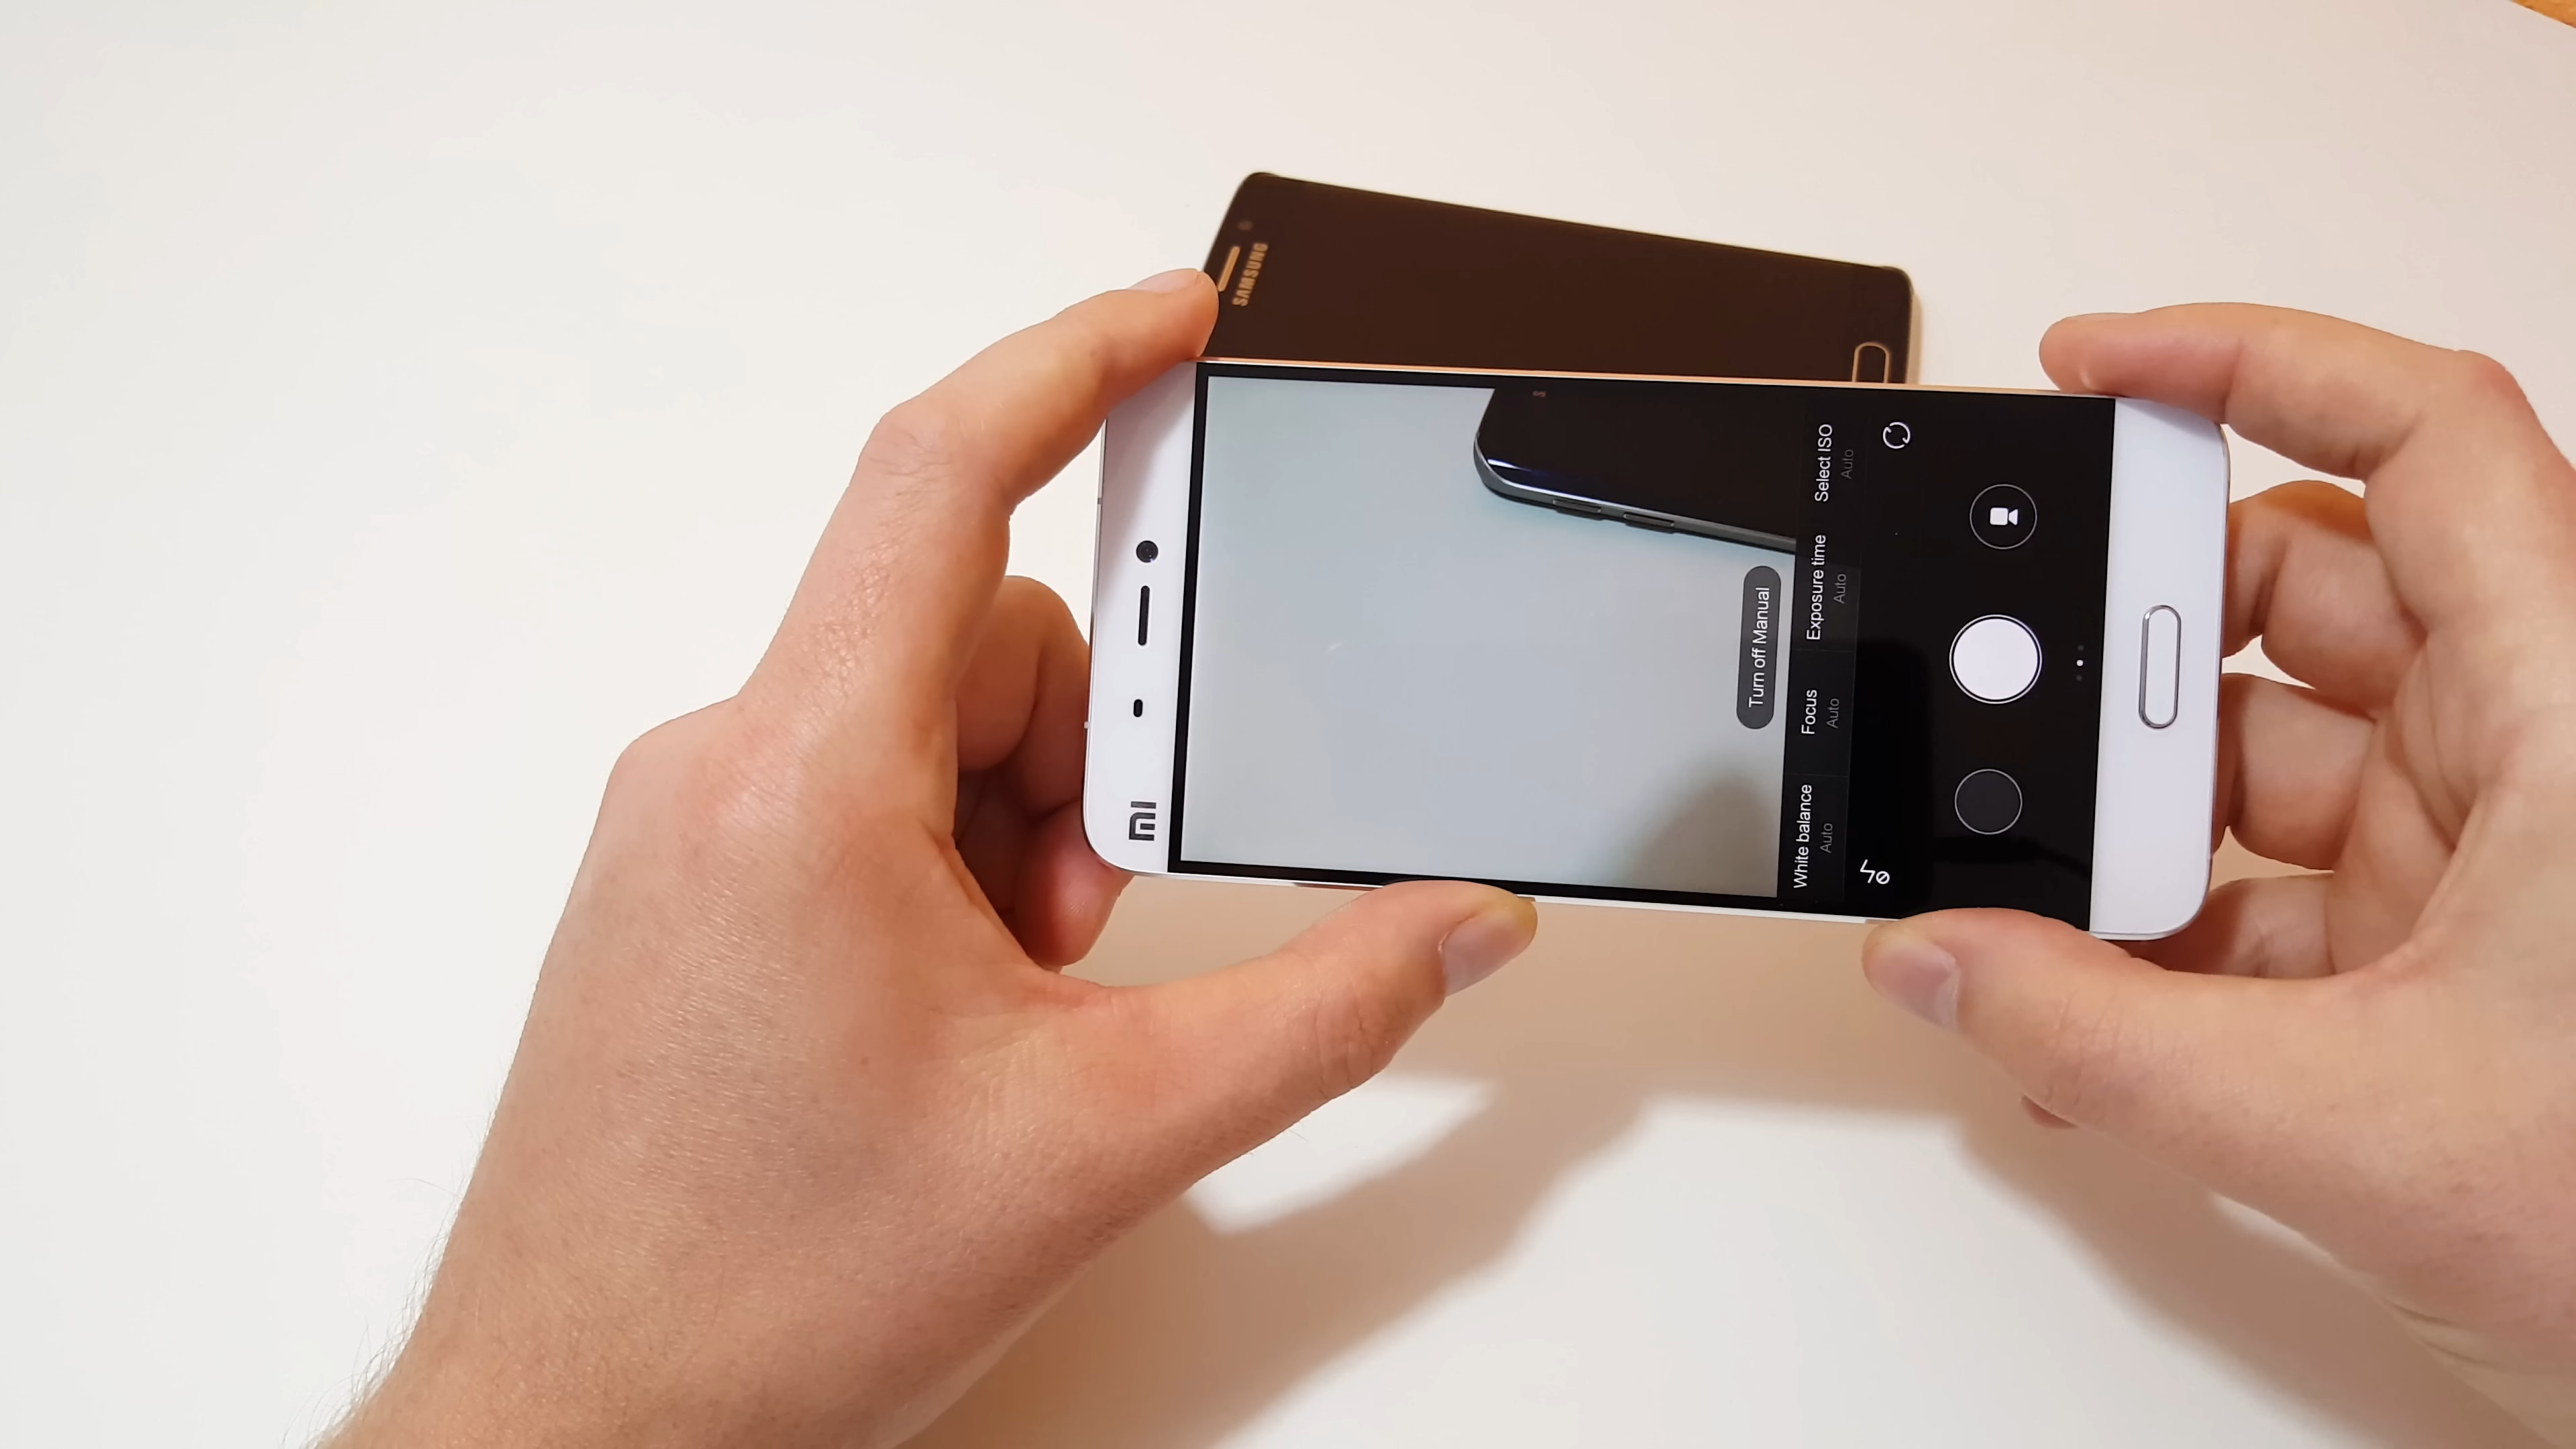 SAMSUNG
mi
S
Turn off Manual
White balance
Auto
Focus
Auto
Exposure time
Auto
Select ISO
Auto